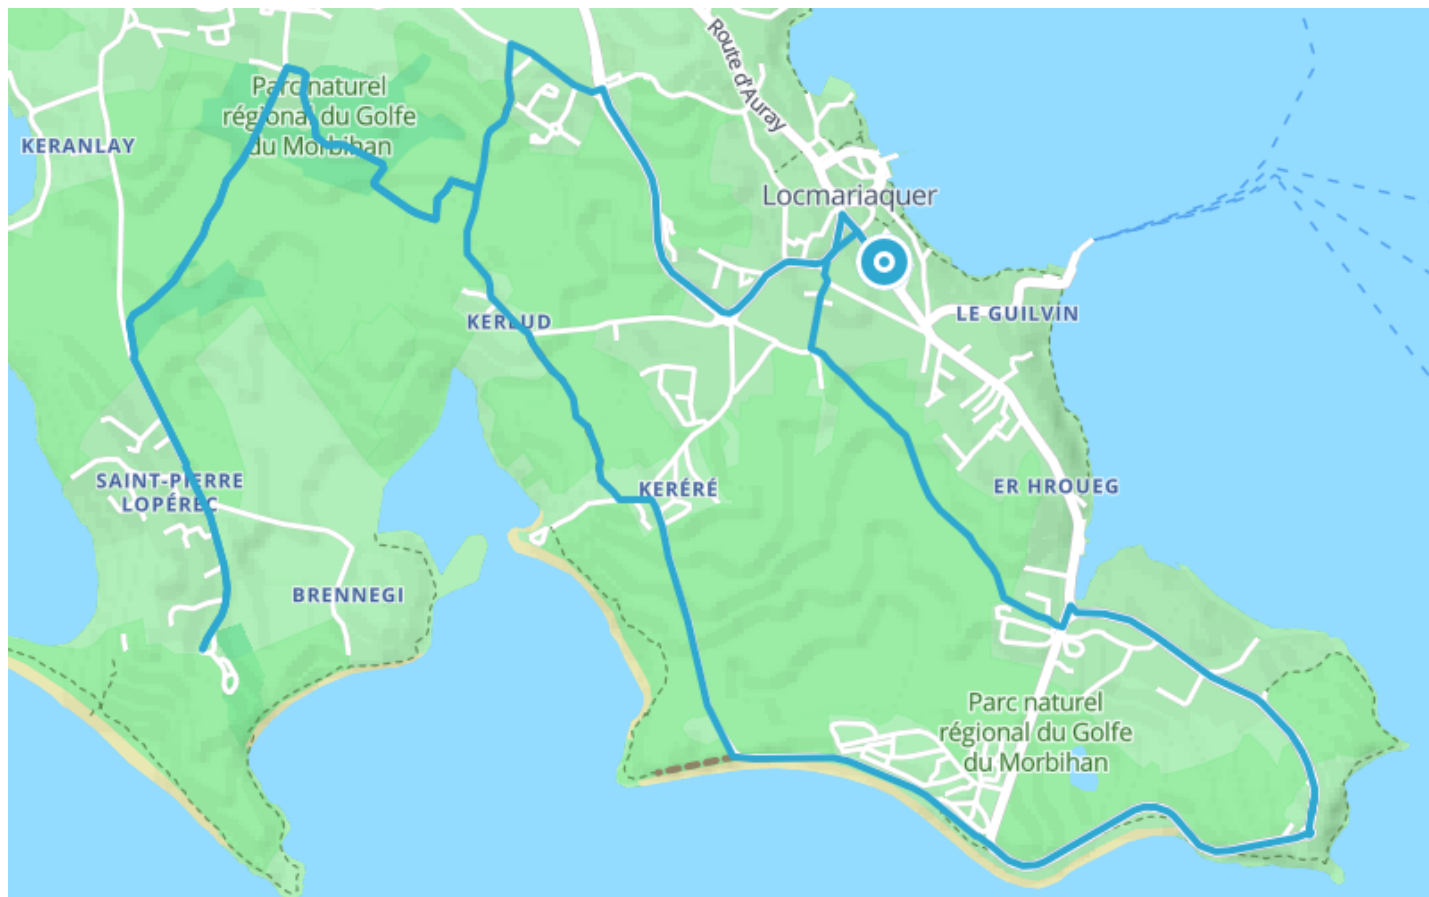 Route d'Auray
Parc naturel
régional du Golfe
du Morbihan
KERANLAY
Locmariaquer
LE GUILVIN
KERLUD
SAINT-PIERRE
LOPÉREC
KERÉRÉ
ER HROUEG
BRENNEGI
Parc naturel
régional du Golfe
du Morbihan